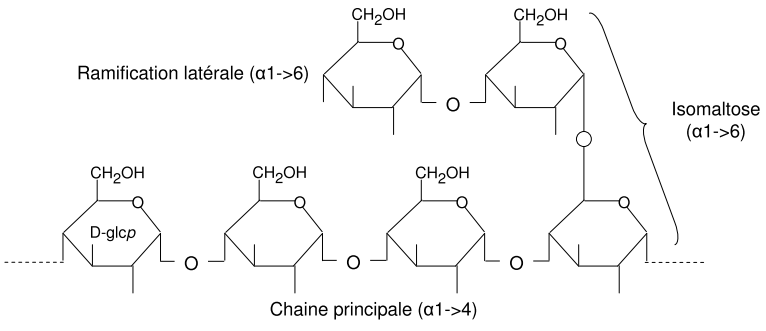 CH2OH CH2OH
O O
Ramification latérale (α1->6)
O
Isomaltose
(α1->6)
CH2OH CH2OH CH2OH
O O O O
D-glcp
O O O
Chaine principale (α1->4)